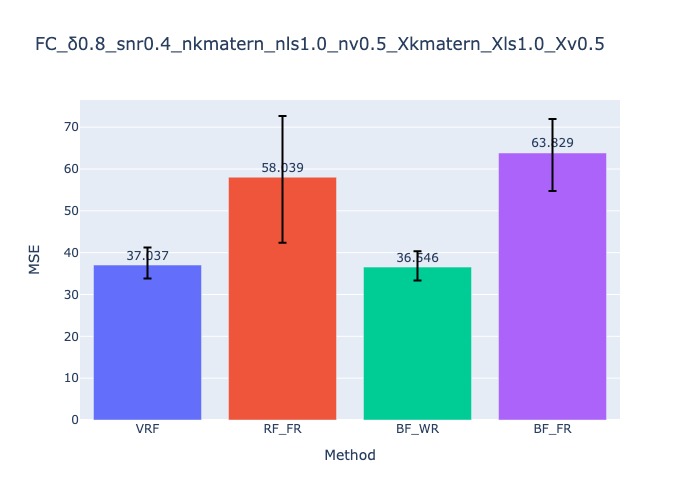 FC_δ0.8_snr0.4_nkmatern_nls1.0_nv0.5_Xkmatern_Xls1.0_Xv0.5
MSE
70
60
50
40
30
20
10
0
37.037
58.039
36.546
63.829
VRF
RF_FR
BF_WR
BF_FR
Method